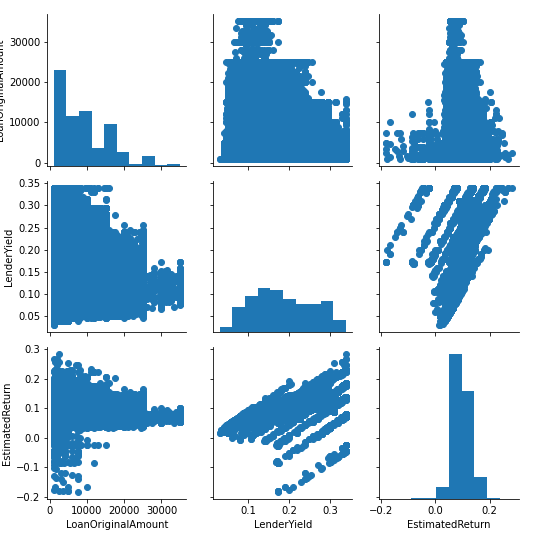 LoanOriginalAmount
30000
20000
10000
0
LenderYield
0.35
0.30
0.25
0.20
0.15
0.10
0.05
EstimatedReturn
0.3
0.2
0.1
0.0
−0.1
−0.2
0 10000 20000 30000
0.1 0.2 0.3
−0.2 0.0 0.2
LoanOriginalAmount LenderYield EstimatedReturn